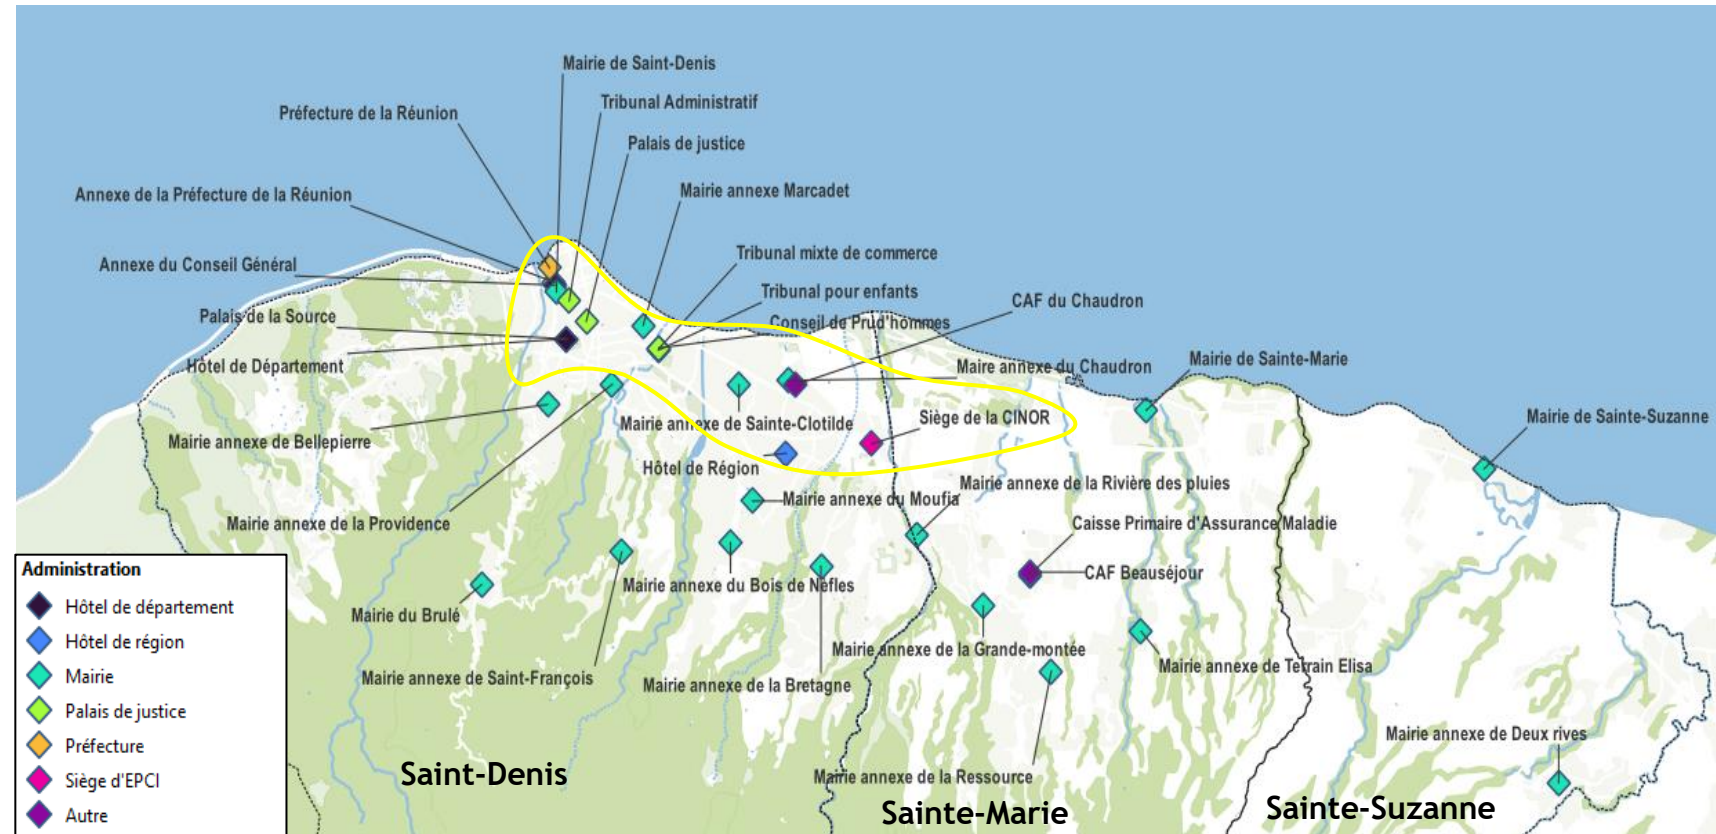 Mairie de Saint-Denis
Tribunal Administratif
Préfecture de la Réunion
Palais de justice
Annexe de la Préfecture de la Réunion
Mairie annexe Marcadet
Annexe du Conseil Général
Tribunal mixte de commerce
Tribunal pour enfants
CAF du Chaudron
Palais de la Source
Conseil de Prud'hommes
Hôtel de Département
Maire annexe du Chaudron
Mairie de Sainte-Marie
Mairie annexe de Bellepierre
Mairie annexe de Sainte-Clotilde
Siège de la CINOR
Mairie de Sainte-Suzanne
Hôtel de Région
Mairie annexe de la Rivière des pluies
Mairie annexe du Moufia
Mairie annexe de la Providence
Caisse Primaire d'Assurance Maladie
CAF Beauséjour
Mairie annexe du Bois de Nèfles
Mairie du Brulé
Mairie annexe de la Grande-montée
Mairie annexe de Terrain Elisa
Mairie annexe de Saint-François
Mairie annexe de la Bretagne
Mairie annexe de Deux rives
Mairie annexe de la Ressource
Saint-Denis
Sainte-Marie
Sainte-Suzanne
Administration
Hôtel de département
Hôtel de région
Mairie
Palais de justice
Préfecture
Siège d'EPCI
Autre